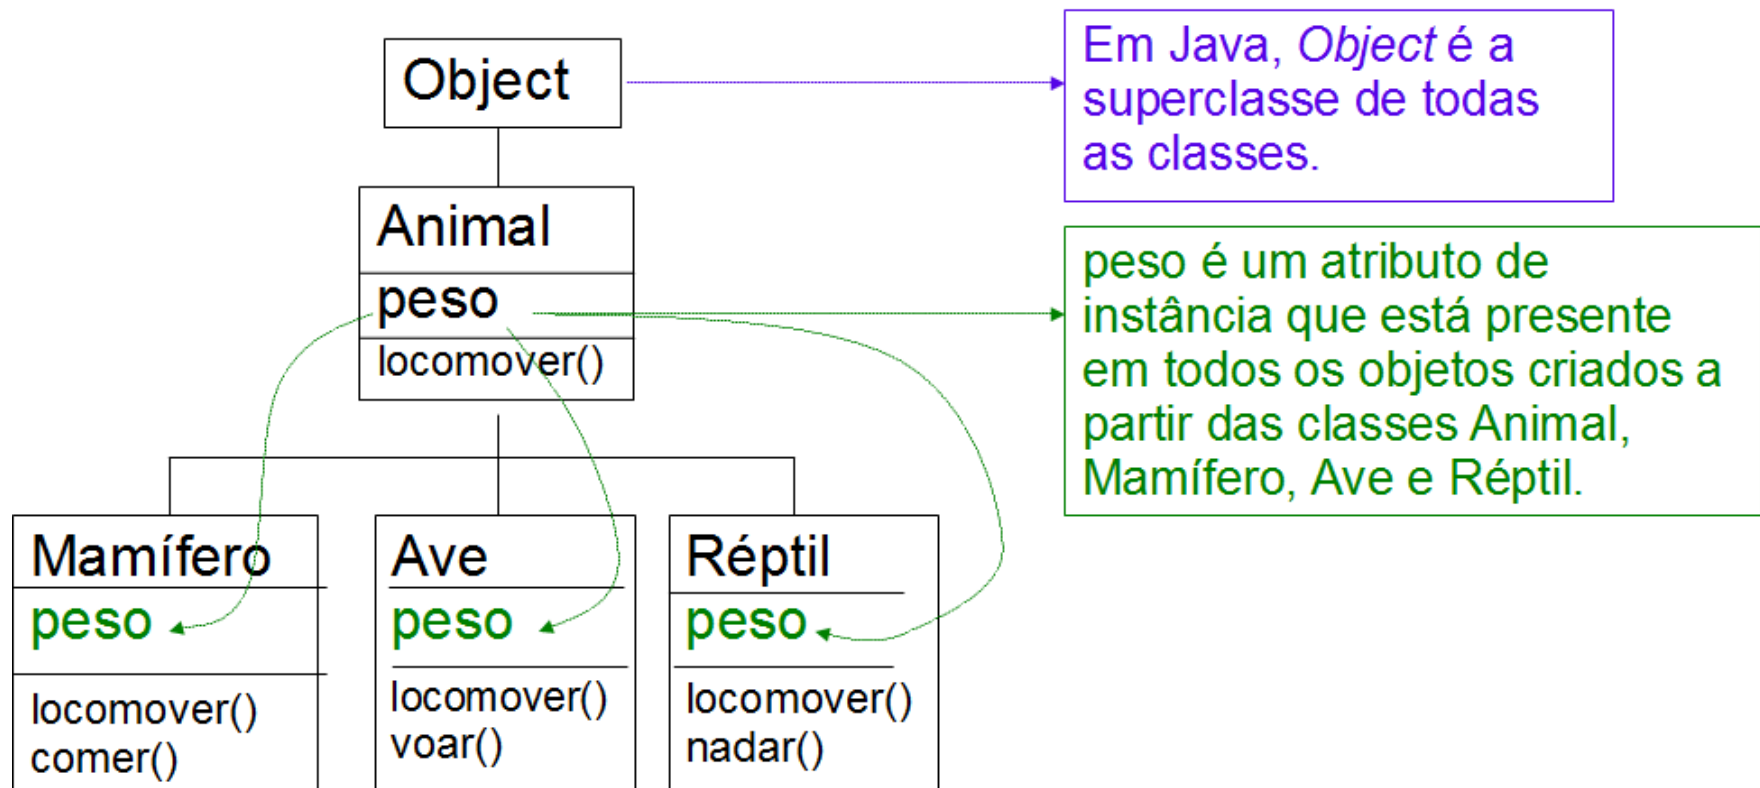 Object
Em Java, Object é a
superclasse de todas
as classes.
Animal
peso
locomover()
peso é um atributo de
instância que está presente
em todos os objetos criados a
partir das classes Animal,
Mamífero, Ave e Réptil.
Mamífero
peso
locomover()
comer()
Ave
peso
locomover()
voar()
Réptil
peso
locomover()
nadar()